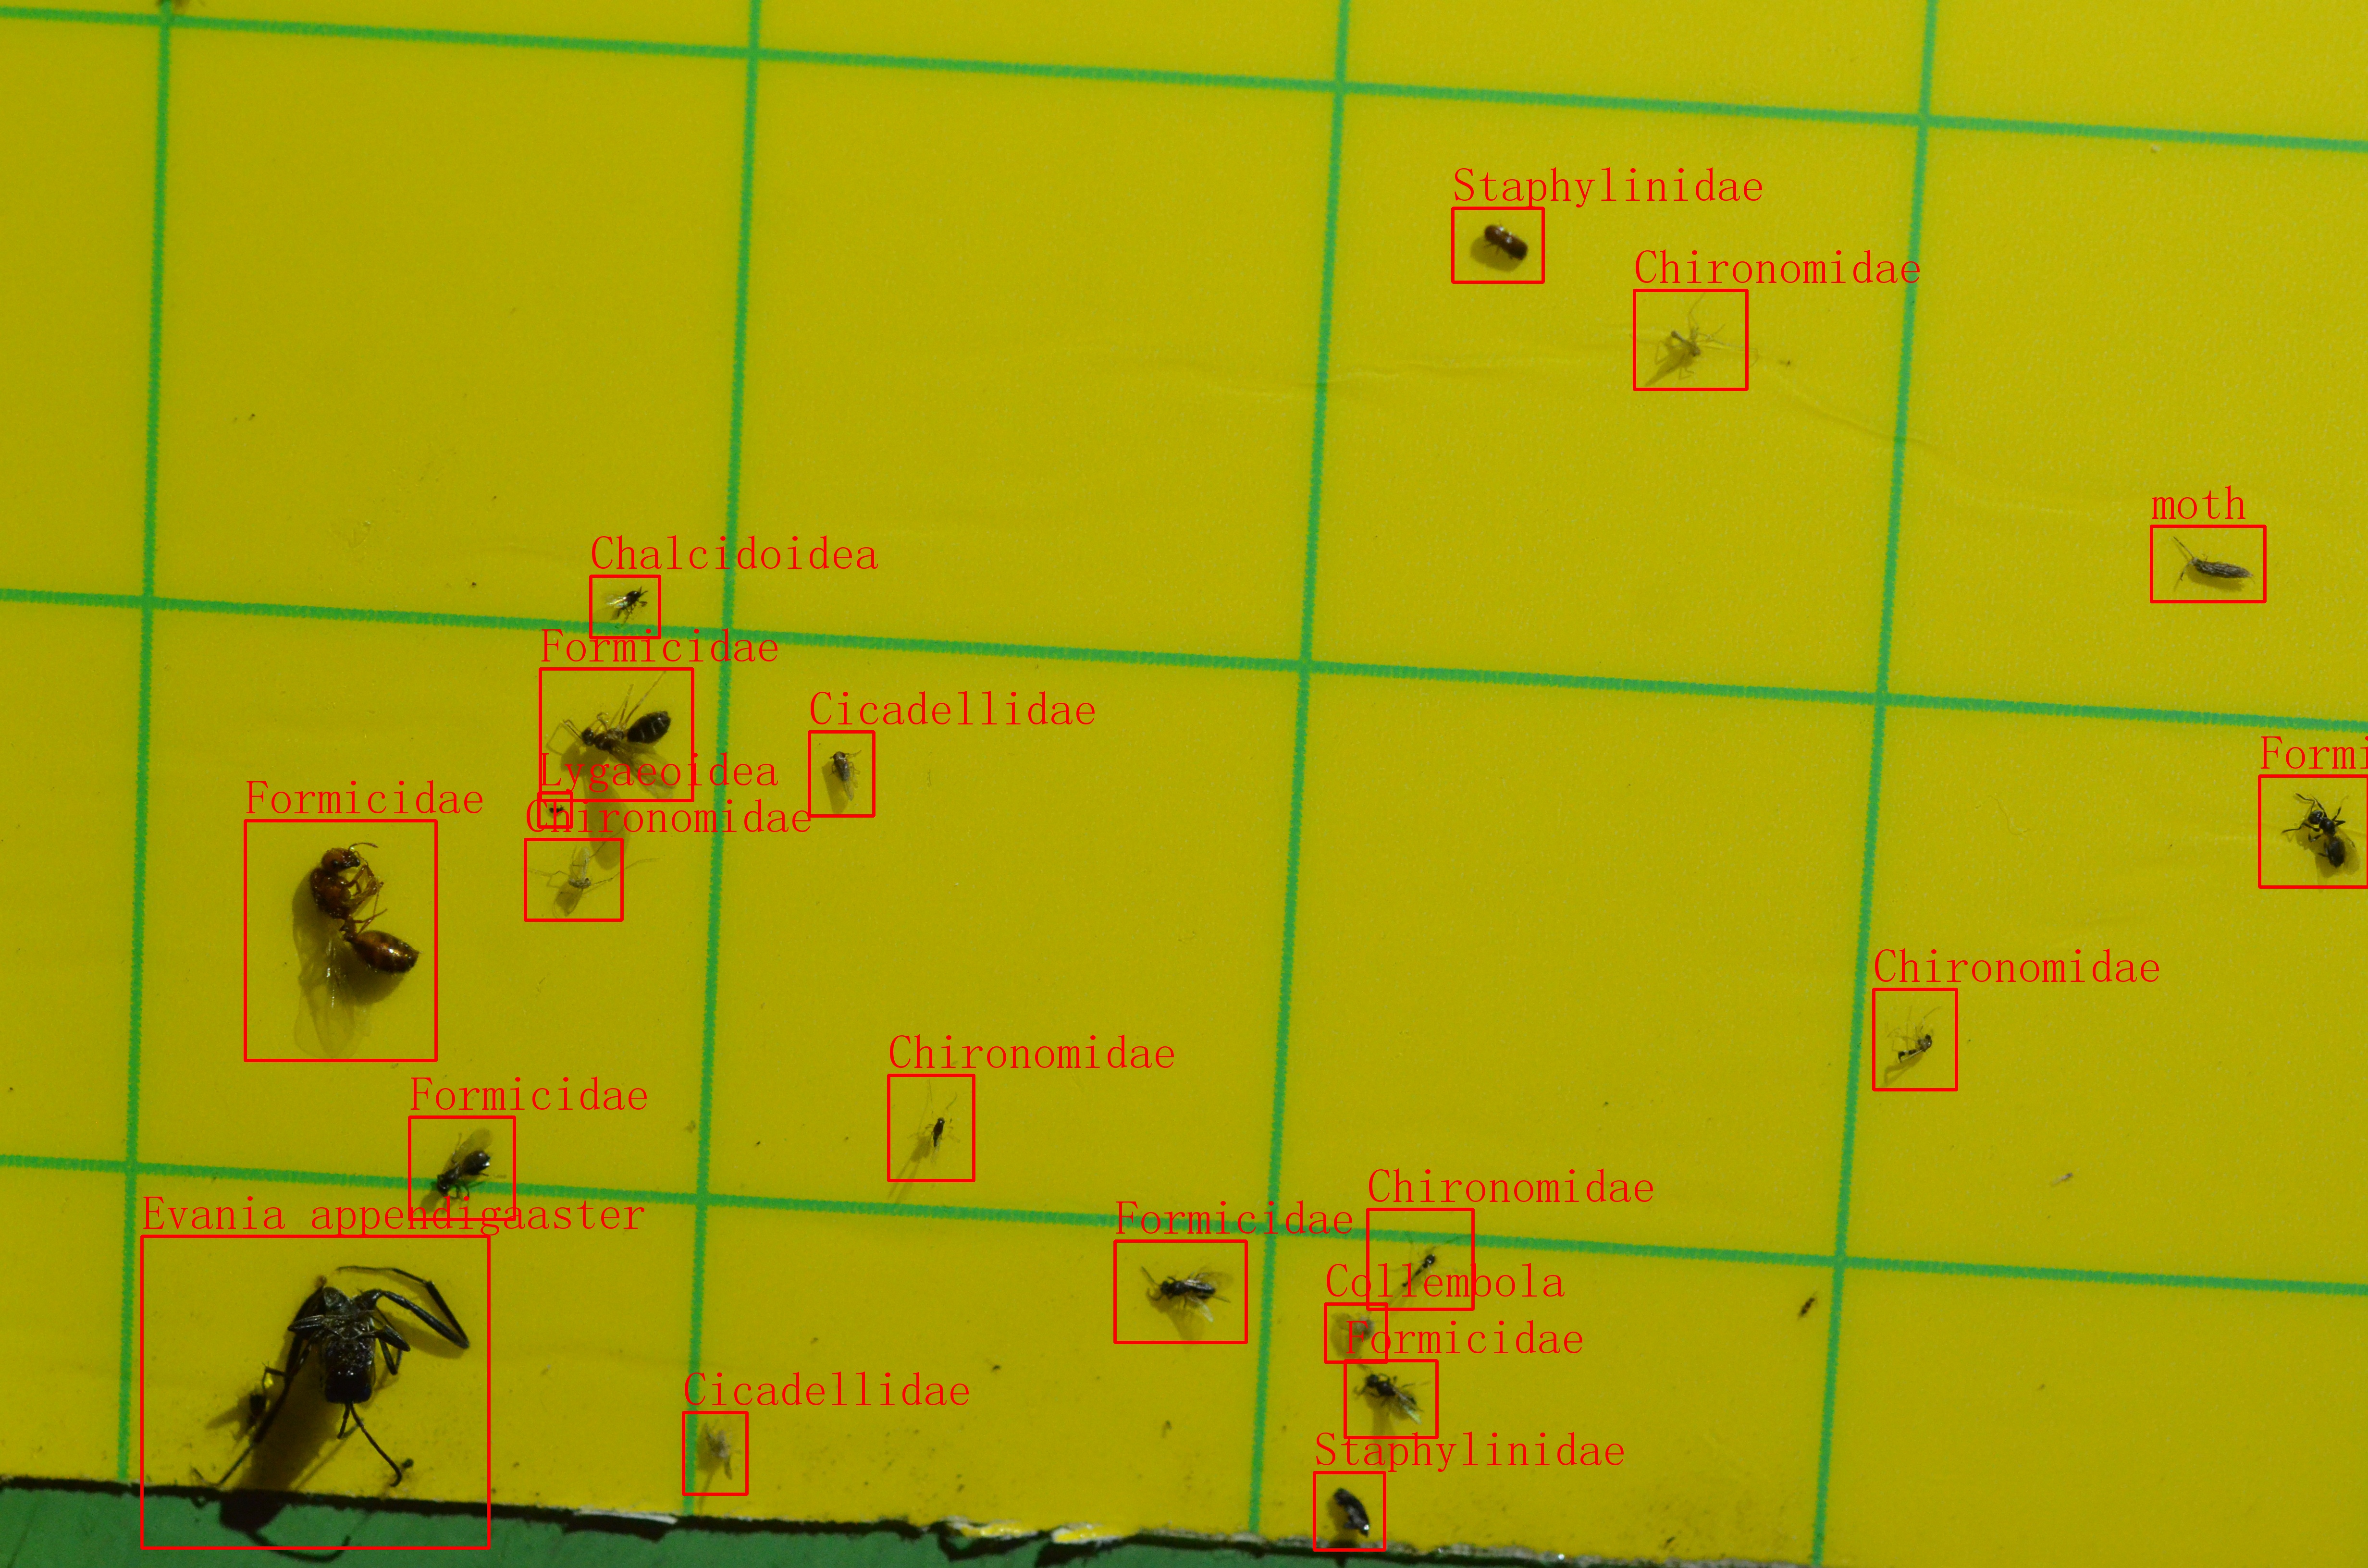 Staphylinidae
Chironomidae
moth
Chalcidoidea
Formicidae
Cicadellidae
Lygaeoidea
Formi
Formicidae
Chironomidae
Chironomidae
Chironomidae
Formicidae
Chironomidae
Evania appendigaaster
Formicidae
Collembola
Formicidae
Cicadellidae
Staphylinidae